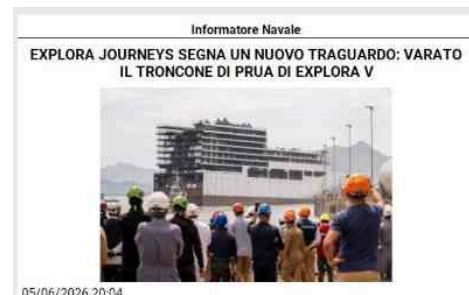 Informatore Navale
EXPLORA JOURNEYS SEGNA UN NUOVO TRAGUARDO: VARATO
IL TRONCONE DI PRUA DI EXPLORA V
05/06/2026 20:04